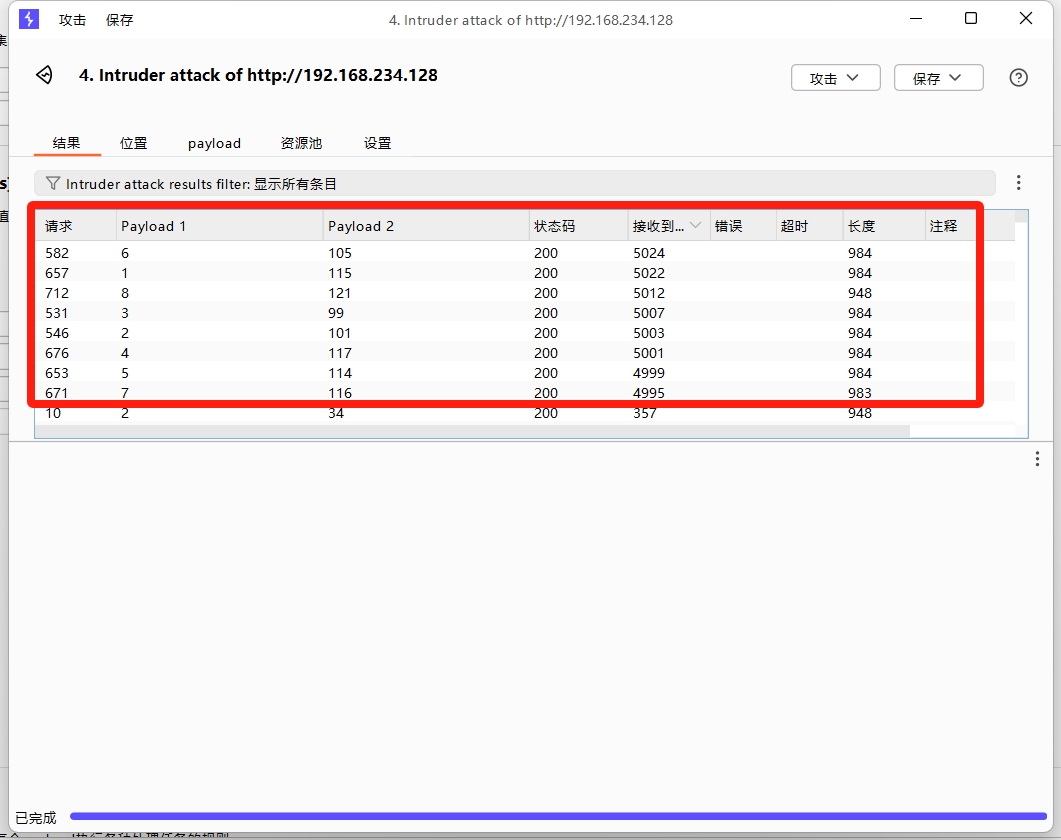 攻击 保存 4. Intruder attack of http://192.168.234.128
4. Intruder attack of http://192.168.234.128 攻击 保存
结果 位置 payload 资源池 设置
Intruder attack results filter: 显示所有条目
请求 Payload 1 Payload 2 状态码 接收到... 错误 超时 长度 注释
582 6 105 200 5024 984
657 1 115 200 5022 984
712 8 121 200 5012 948
531 3 99 200 5007 984
546 2 101 200 5003 984
676 4 117 200 5001 984
653 5 114 200 4999 984
671 7 116 200 4995 983
10 2 34 200 357 948
已完成